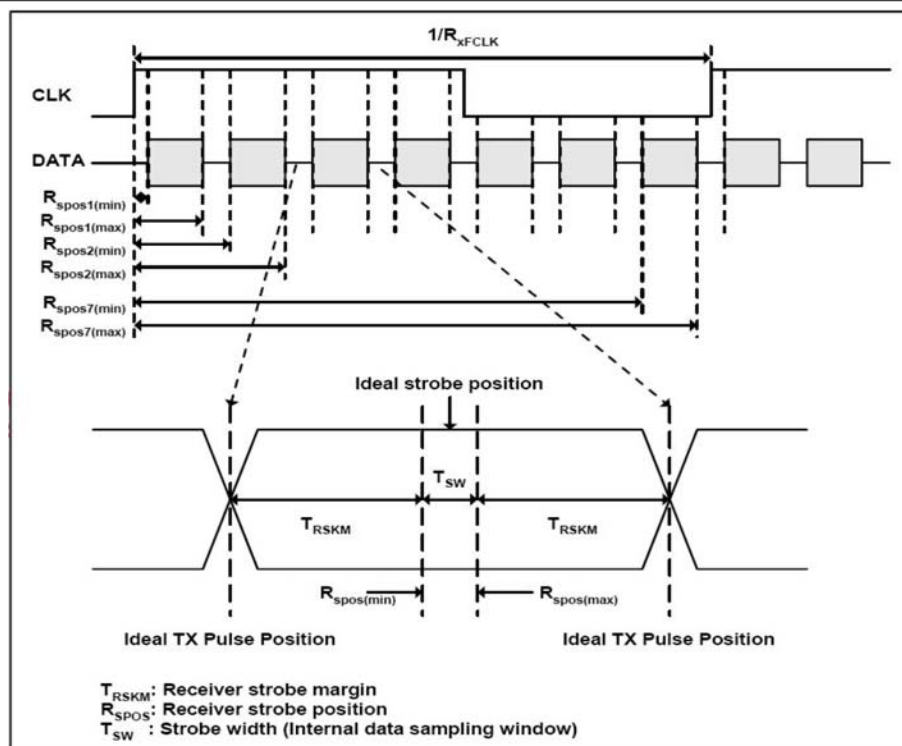 1/RxFCLK
CLK
DATA
Rspos1(min)
Rspos1(max)
Rspos2(min)
Rspos2(max)
Rspos7(min)
Rspos7(max)
Ideal strobe position
TSW
TRSKM TRSKM
Rspos(min) Rspos(max)
Ideal TX Pulse Position Ideal TX Pulse Position
TRSKM: Receiver strobe margin
RSPOS: Receiver strobe position
TSW : Strobe width (Internal data sampling window)